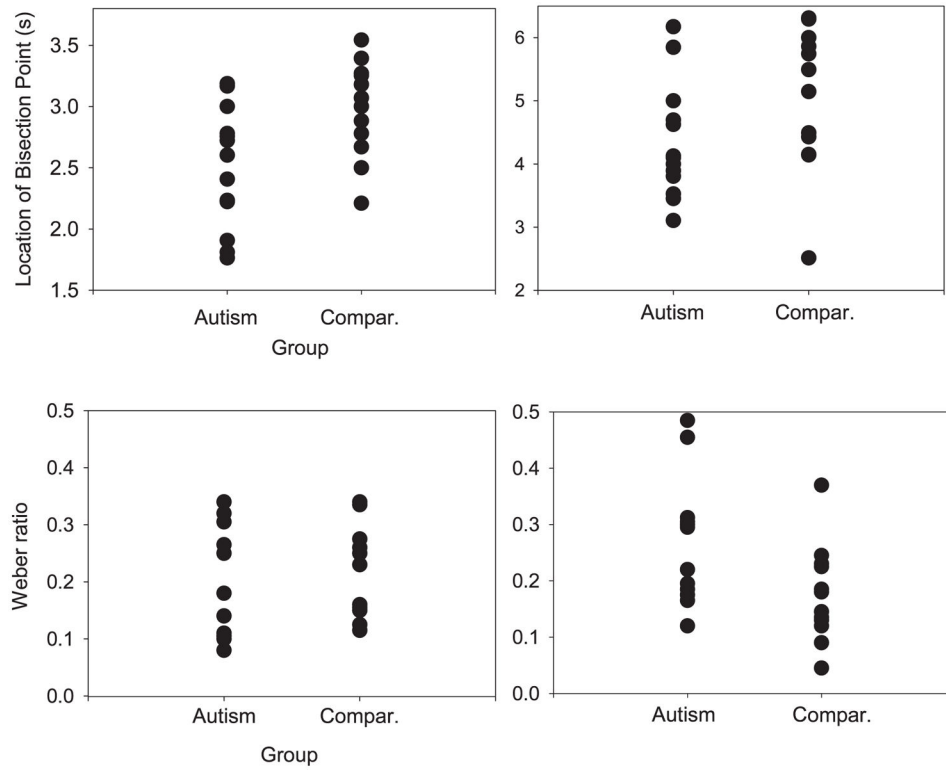 Location of Bisection Point (s)
3.5
3.0
2.5
2.0
1.5
Autism
Compar.
Group
6
5
4
3
2
Autism
Compar.
Weber ratio
0.5
0.4
0.3
0.2
0.1
0.0
Autism
Compar.
Group
0.5
0.4
0.3
0.2
0.1
0.0
Autism
Compar.